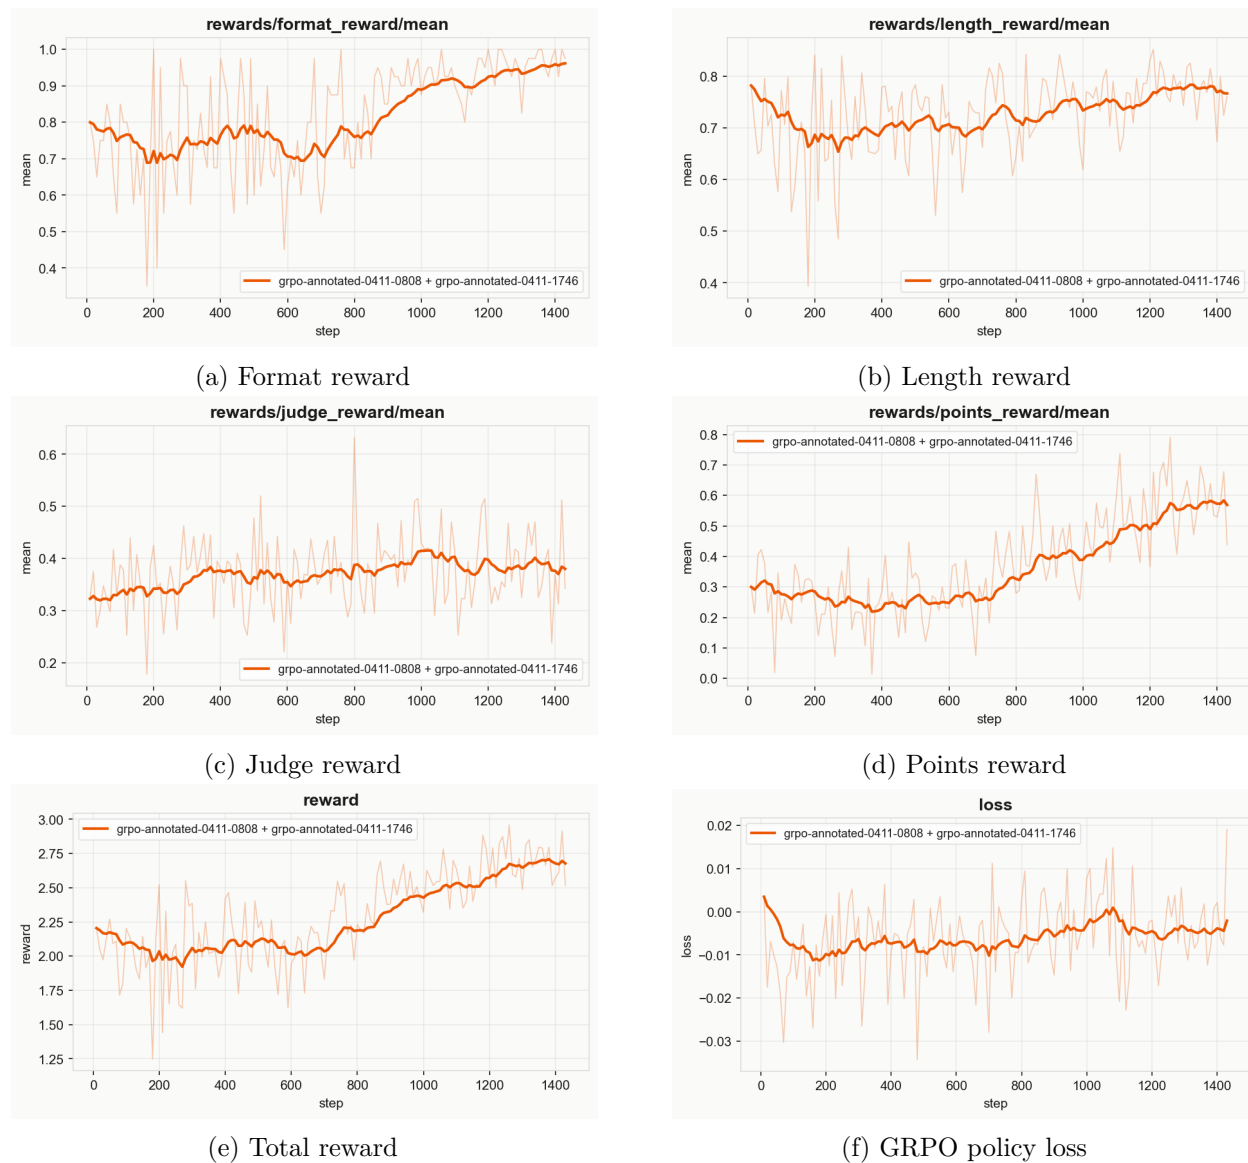 rewards/format_reward/mean
1.0
0.9
0.8
0.7
0.6
0.5
0.4
mean
grpo-annotated-0411-0808 + grpo-annotated-0411-1746
0 200 400 600 800 1000 1200 1400
step
(a) Format reward
rewards/length_reward/mean
0.8
0.7
0.6
0.5
0.4
mean
grpo-annotated-0411-0808 + grpo-annotated-0411-1746
0 200 400 600 800 1000 1200 1400
step
(b) Length reward
rewards/judge_reward/mean
0.6
0.5
0.4
0.3
0.2
mean
grpo-annotated-0411-0808 + grpo-annotated-0411-1746
0 200 400 600 800 1000 1200 1400
step
(c) Judge reward
rewards/points_reward/mean
grpo-annotated-0411-0808 + grpo-annotated-0411-1746
0.8
0.7
0.6
0.5
0.4
0.3
0.2
0.1
0.0
mean
0 200 400 600 800 1000 1200 1400
step
(d) Points reward
reward
grpo-annotated-0411-0808 + grpo-annotated-0411-1746
3.00
2.75
2.50
2.25
2.00
1.75
1.50
1.25
reward
0 200 400 600 800 1000 1200 1400
step
(e) Total reward
loss
grpo-annotated-0411-0808 + grpo-annotated-0411-1746
0.02
0.01
0.00
−0.01
−0.02
−0.03
loss
0 200 400 600 800 1000 1200 1400
step
(f) GRPO policy loss